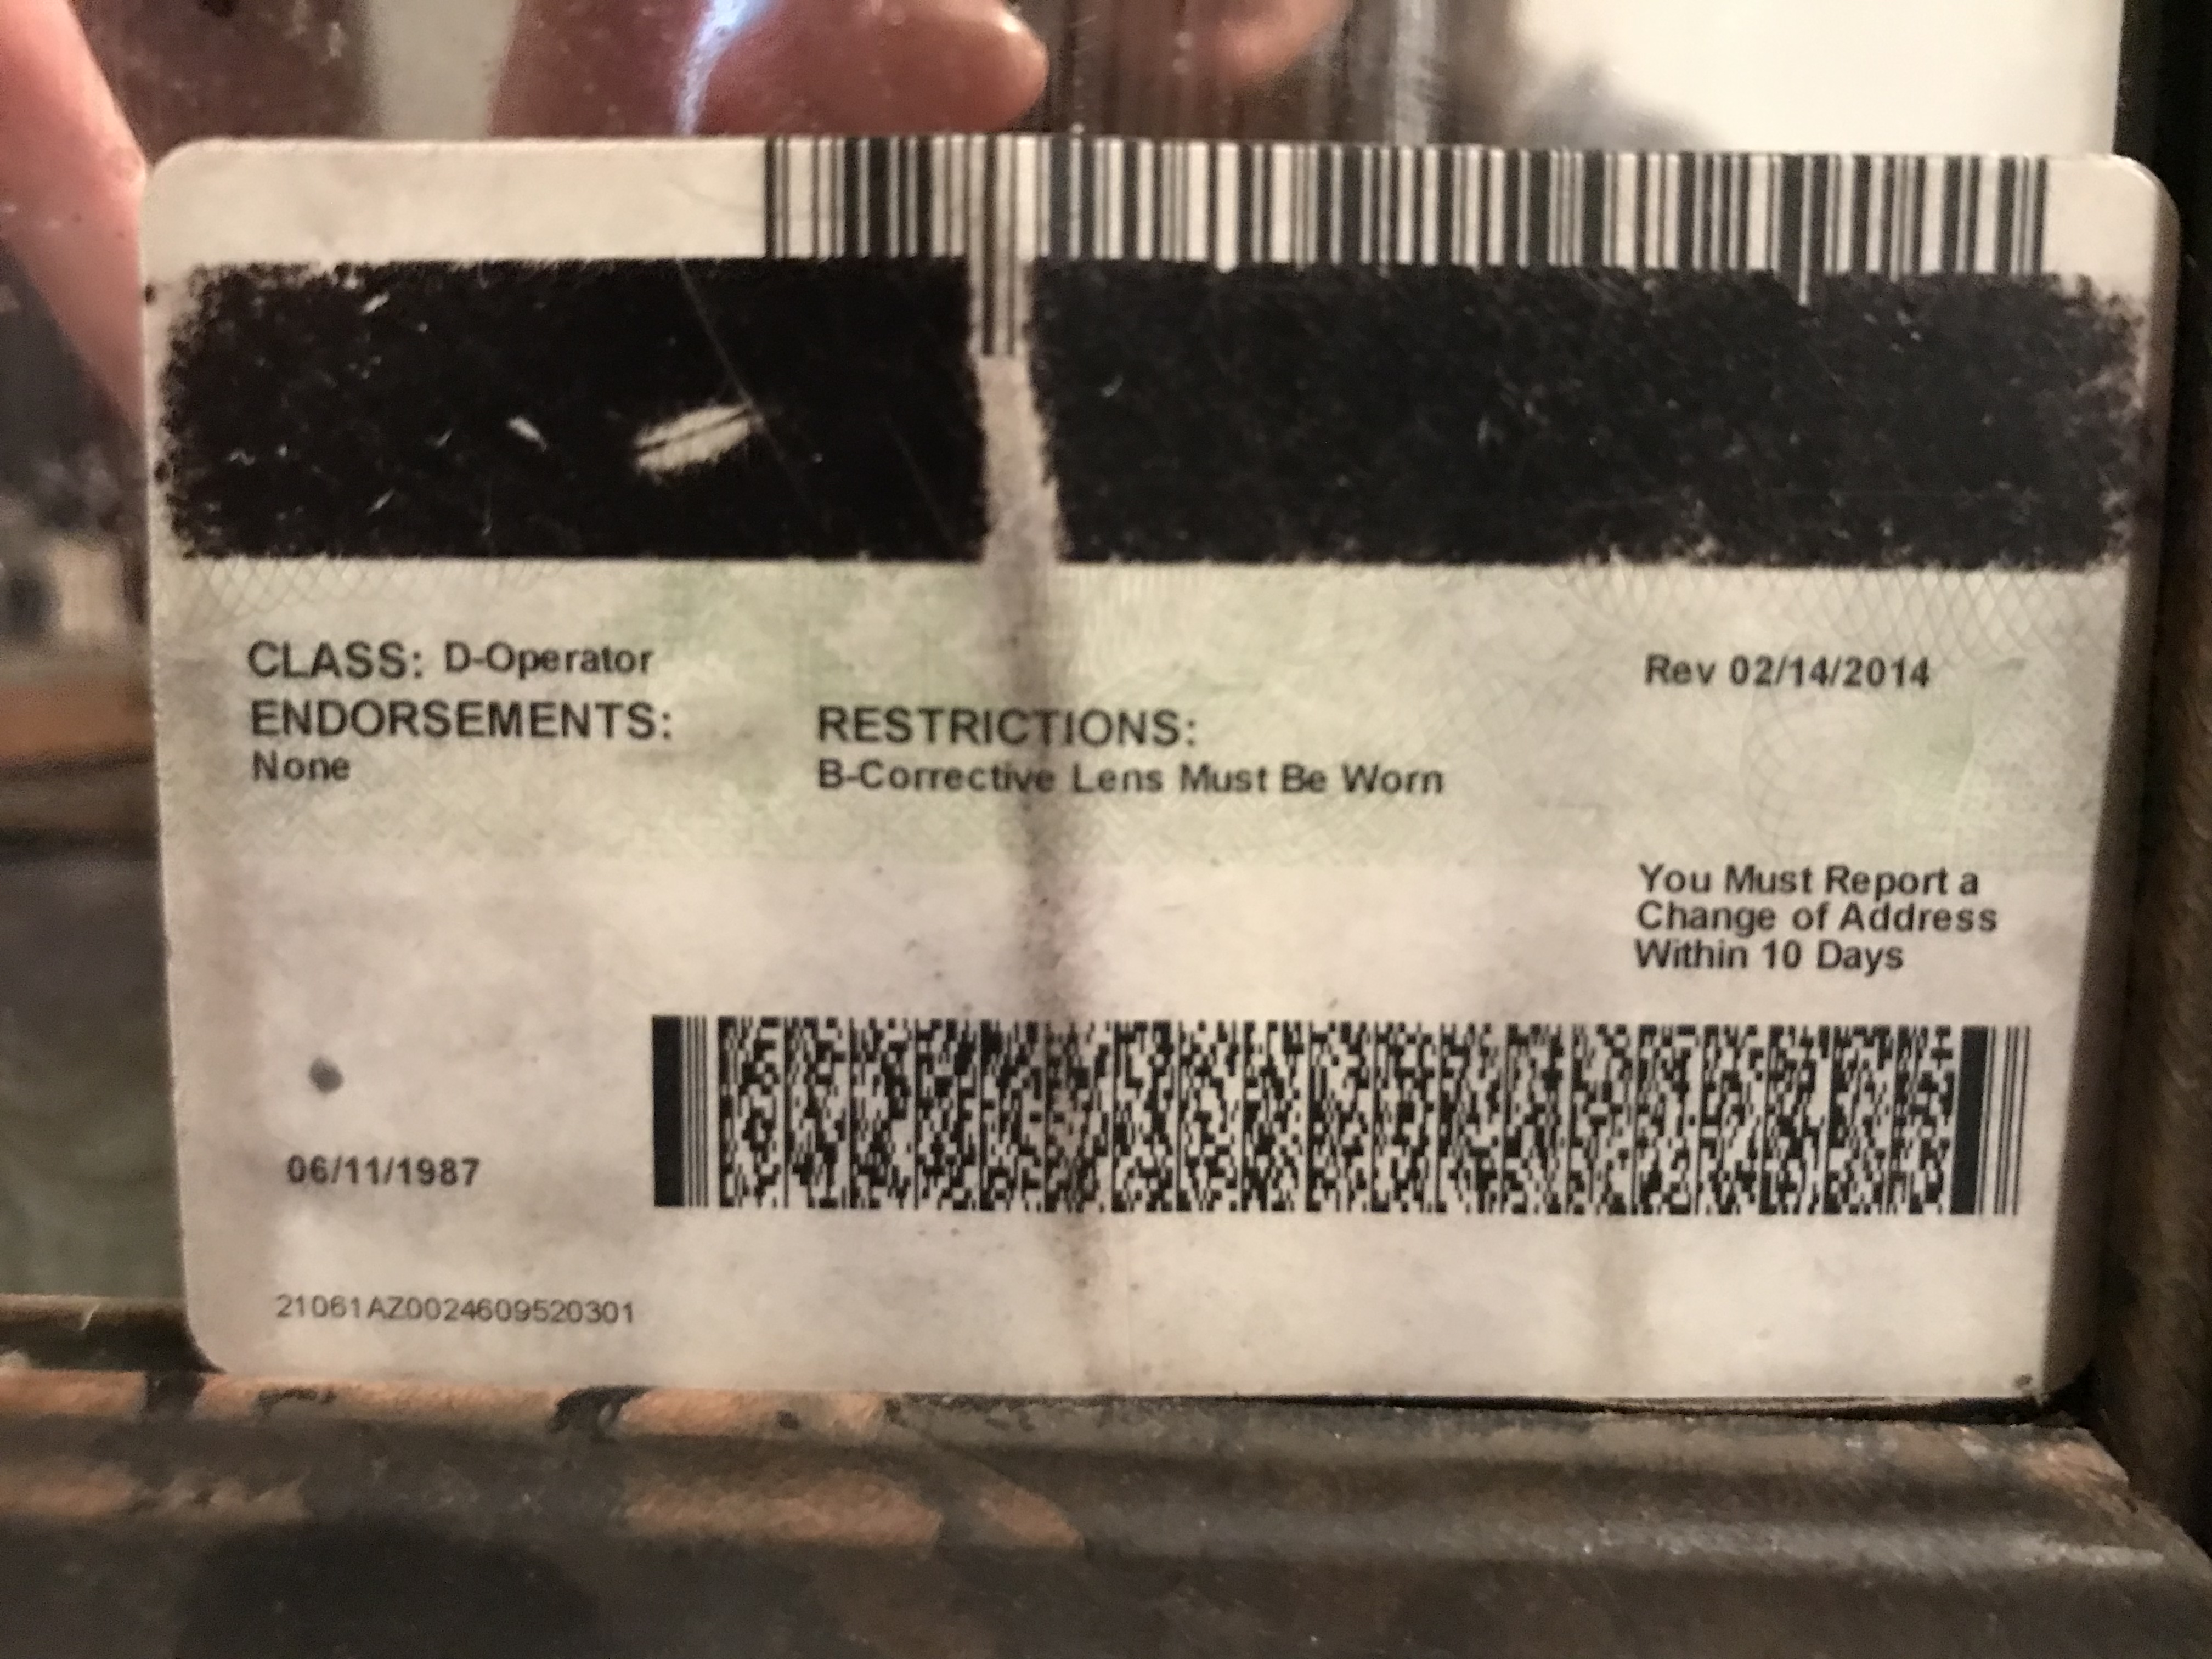 CLASS: D-Operator
Rev 02/14/2014
ENDORSEMENTS:
None
RESTRICTIONS:
B-Corrective Lens Must Be Worn
You Must Report a
Change of Address
Within 10 Days
06/11/1987
21061AZ0024609520301